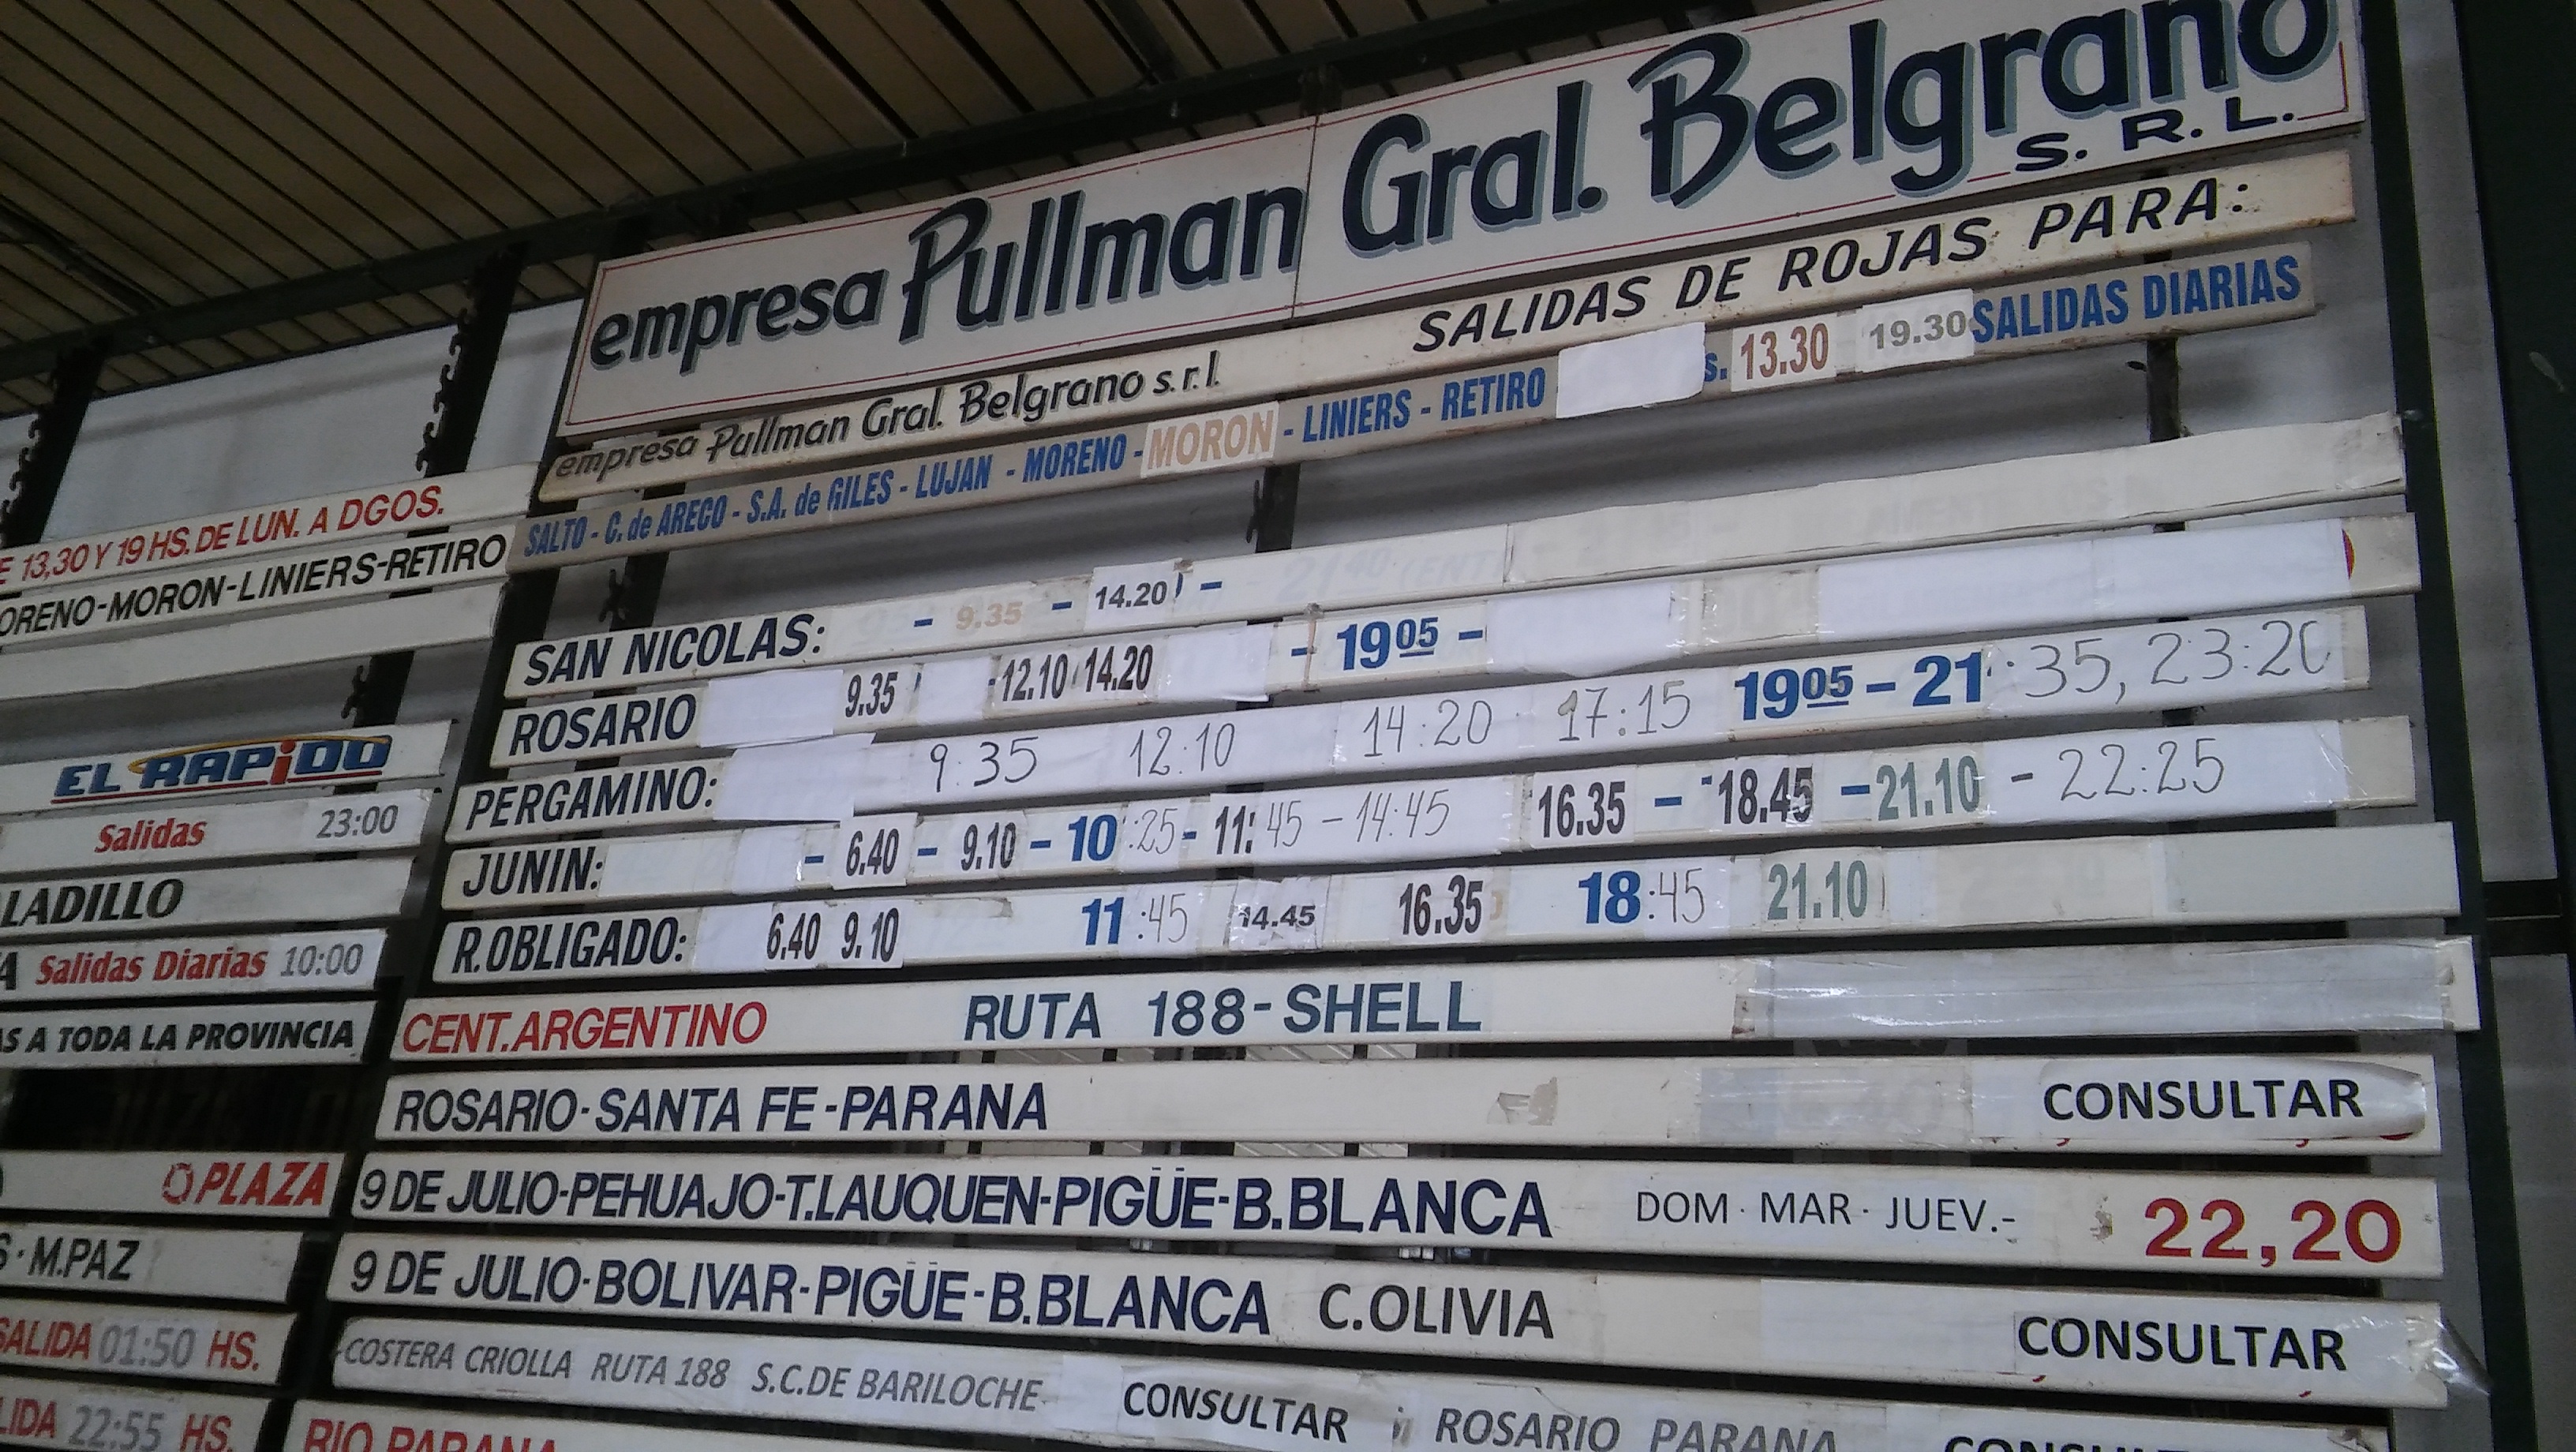 empresa Pullman Gral. Belgrano
S. R. L.
empresa Pullman Gral. Belgrano s.r.l. SALIDAS DE ROJAS PARA:
SALTO - C. de ARECO - S.A. de GILES - LUJAN - MORENO - MORON - LINIERS - RETIRO s. 13.30 19.30 SALIDAS DIARIAS
SAN NICOLAS: - 9.35 - 14.20 -
ROSARIO 9.35 12.10 14.20 - 19 05 -
PERGAMINO: 9:35 12:10 14:20 17:15 19 05 - 21:35, 23:20
JUNIN: - 6.40 - 9.10 - 10:25 - 11:45 - 14:45 16.35 - 18.45 - 21.10 - 22:25
R.OBLIGADO: 6.40 9.10 11:45 14.45 16.35 18:45 21.10
CENT.ARGENTINO RUTA 188-SHELL
ROSARIO-SANTA FE-PARANA CONSULTAR
9 DE JULIO-PEHUAJO-T.LAUQUEN-PIGÜE-B.BLANCA DOM· MAR· JUEV.- 22,20
9 DE JULIO-BOLIVAR-PIGÜE-B.BLANCA C.OLIVIA CONSULTAR
COSTERA CRIOLLA RUTA 188 S.C.DE BARILOCHE CONSULTAR ROSARIO PARANA
RIO PARANA
13,30 Y 19 HS. DE LUN. A DGOS.
MORON-LINIERS-RETIRO
EL RAPIDO
Salidas 23:00
Salidas Diarias 10:00
A TODA LA PROVINCIA
PLAZA
M.PAZ
SALIDA 01:50 HS.
22:55 HS.